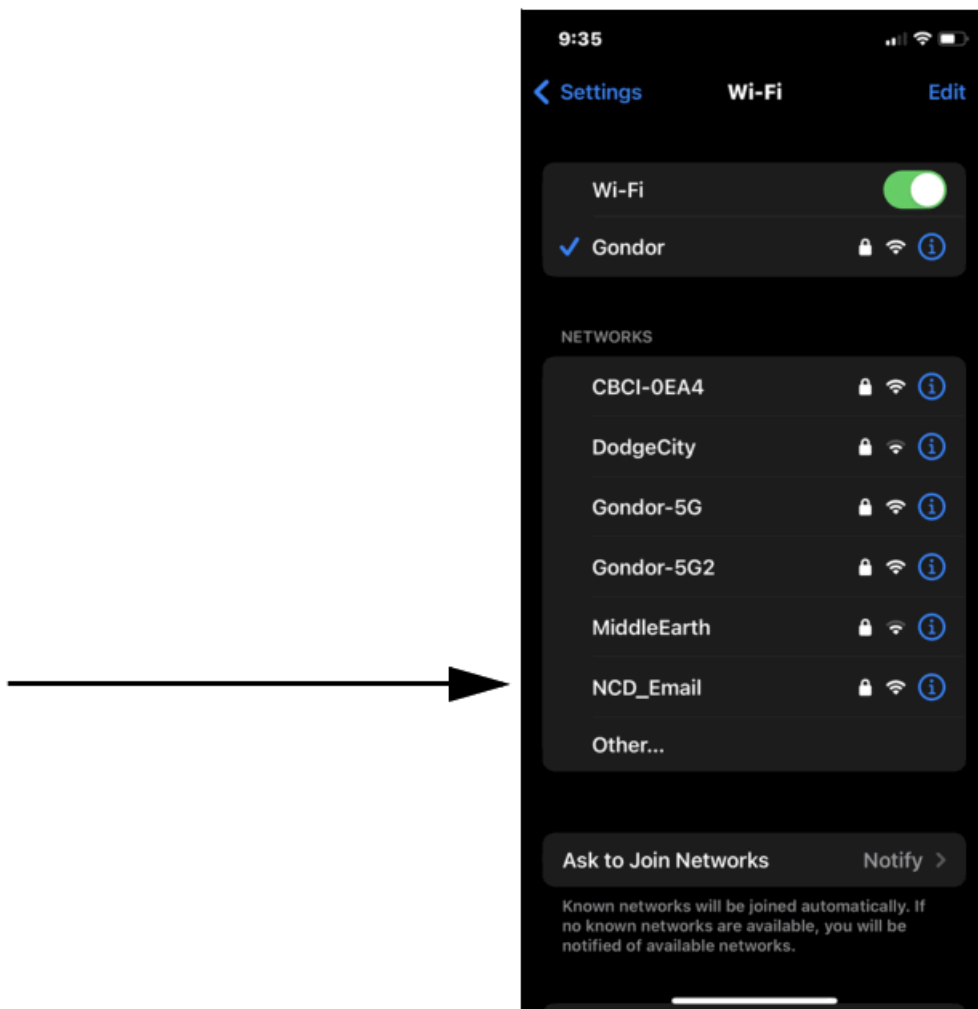 9:35
Settings Wi-Fi Edit
Wi-Fi
Gondor
NETWORKS
CBCI-0EA4
DodgeCity
Gondor-5G
Gondor-5G2
MiddleEarth
NCD_Email
Other...
Ask to Join Networks Notify
Known networks will be joined automatically. If
no known networks are available, you will be
notified of available networks.